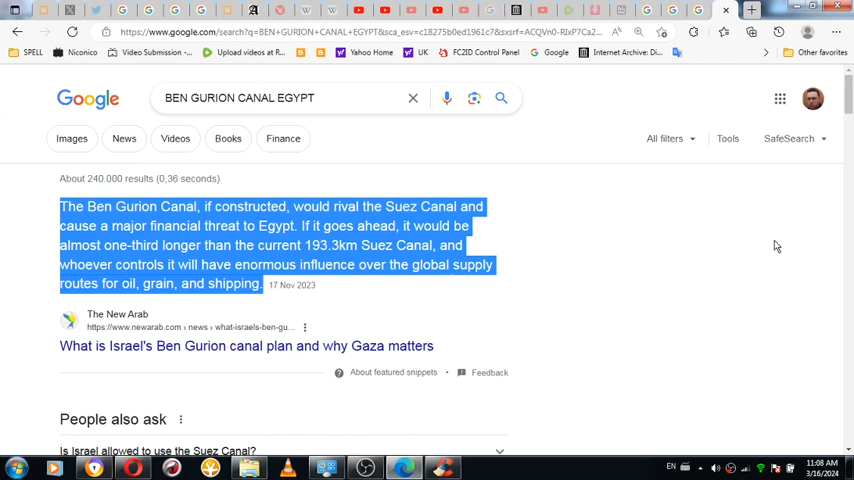 https://www.google.com/search?q=BEN+GURION+CANAL+EGYPT&sca_esv=c18275b0ed1961c7&sxsrf=ACQVn0-RIxP7Ca2...
SPELL
Niconico
Video Submission -...
Upload videos at R...
Yahoo Home
UK
FC2ID Control Panel
Google
Internet Archive: Di...
Other favorites
Google
BEN GURION CANAL EGYPT
Images
News
Videos
Books
Finance
All filters
Tools
SafeSearch
About 240.000 results (0,36 seconds)
The Ben Gurion Canal, if constructed, would rival the Suez Canal and
cause a major financial threat to Egypt. If it goes ahead, it would be
almost one-third longer than the current 193.3km Suez Canal, and
whoever controls it will have enormous influence over the global supply
routes for oil, grain, and shipping. 17 Nov 2023
The New Arab
https://www.newarab.com › news › what-israels-ben-gu...
What is Israel's Ben Gurion canal plan and why Gaza matters
About featured snippets • Feedback
People also ask
Is Israel allowed to use the Suez Canal?
EN
11:08 AM
3/16/2024